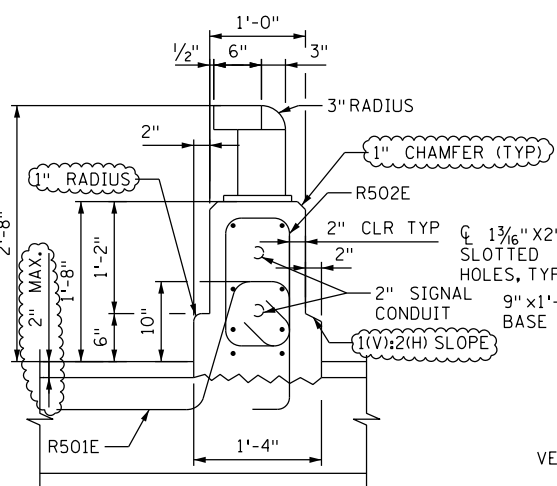 1'-0"
1/2"
6"
3"
3" RADIUS
2"
1" CHAMFER (TYP)
1" RADIUS
R502E
2'-8"
2" CLR TYP
℄ 1 3/16" X2"
SLOTTED
HOLES, TYP
2"
1'-2"
1'-8"
2" MAX.
10"
2" SIGNAL
CONDUIT
9" x1'-
BASE
6"
1(V):2(H) SLOPE
R501E
1'-4"
VE